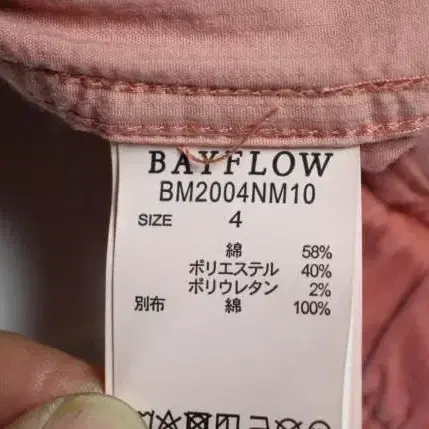 BAYFLOW
BM2004NM10
SIZE 4
綿 58%
ポリエステル 40%
ポリウレタン 2%
別布 綿 100%